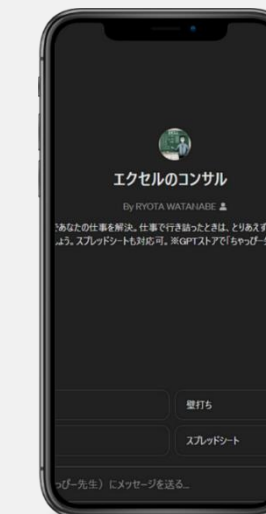 エクセルのコンサル
By RYOTA WATANABE
であなたの仕事を解決。仕事で行き詰ったときは、とりあえず
しよう。スプレッドシートも対応可。※GPTストアで「ちゃっぴー
壁打ち
スプレッドシート
っぴー先生）にメッセージを送る...